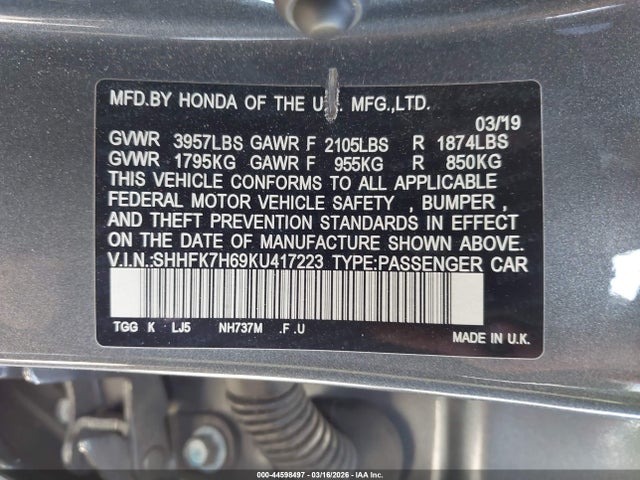 MFD.BY HONDA OF THE U.K. MFG.,LTD.
03/19
GVWR 3957LBS GAWR F 2105LBS R 1874LBS
GVWR 1795KG GAWR F 955KG R 850KG
THIS VEHICLE CONFORMS TO ALL APPLICABLE
FEDERAL MOTOR VEHICLE SAFETY , BUMPER ,
AND THEFT PREVENTION STANDARDS IN EFFECT
ON THE DATE OF MANUFACTURE SHOWN ABOVE.
V.I.N.:SHHFK7H69KU417223 TYPE:PASSENGER CAR
TGG K LJ5 NH737M .F .U
MADE IN U.K.
000-44598497 - 03/16/2026 - IAA Corp.